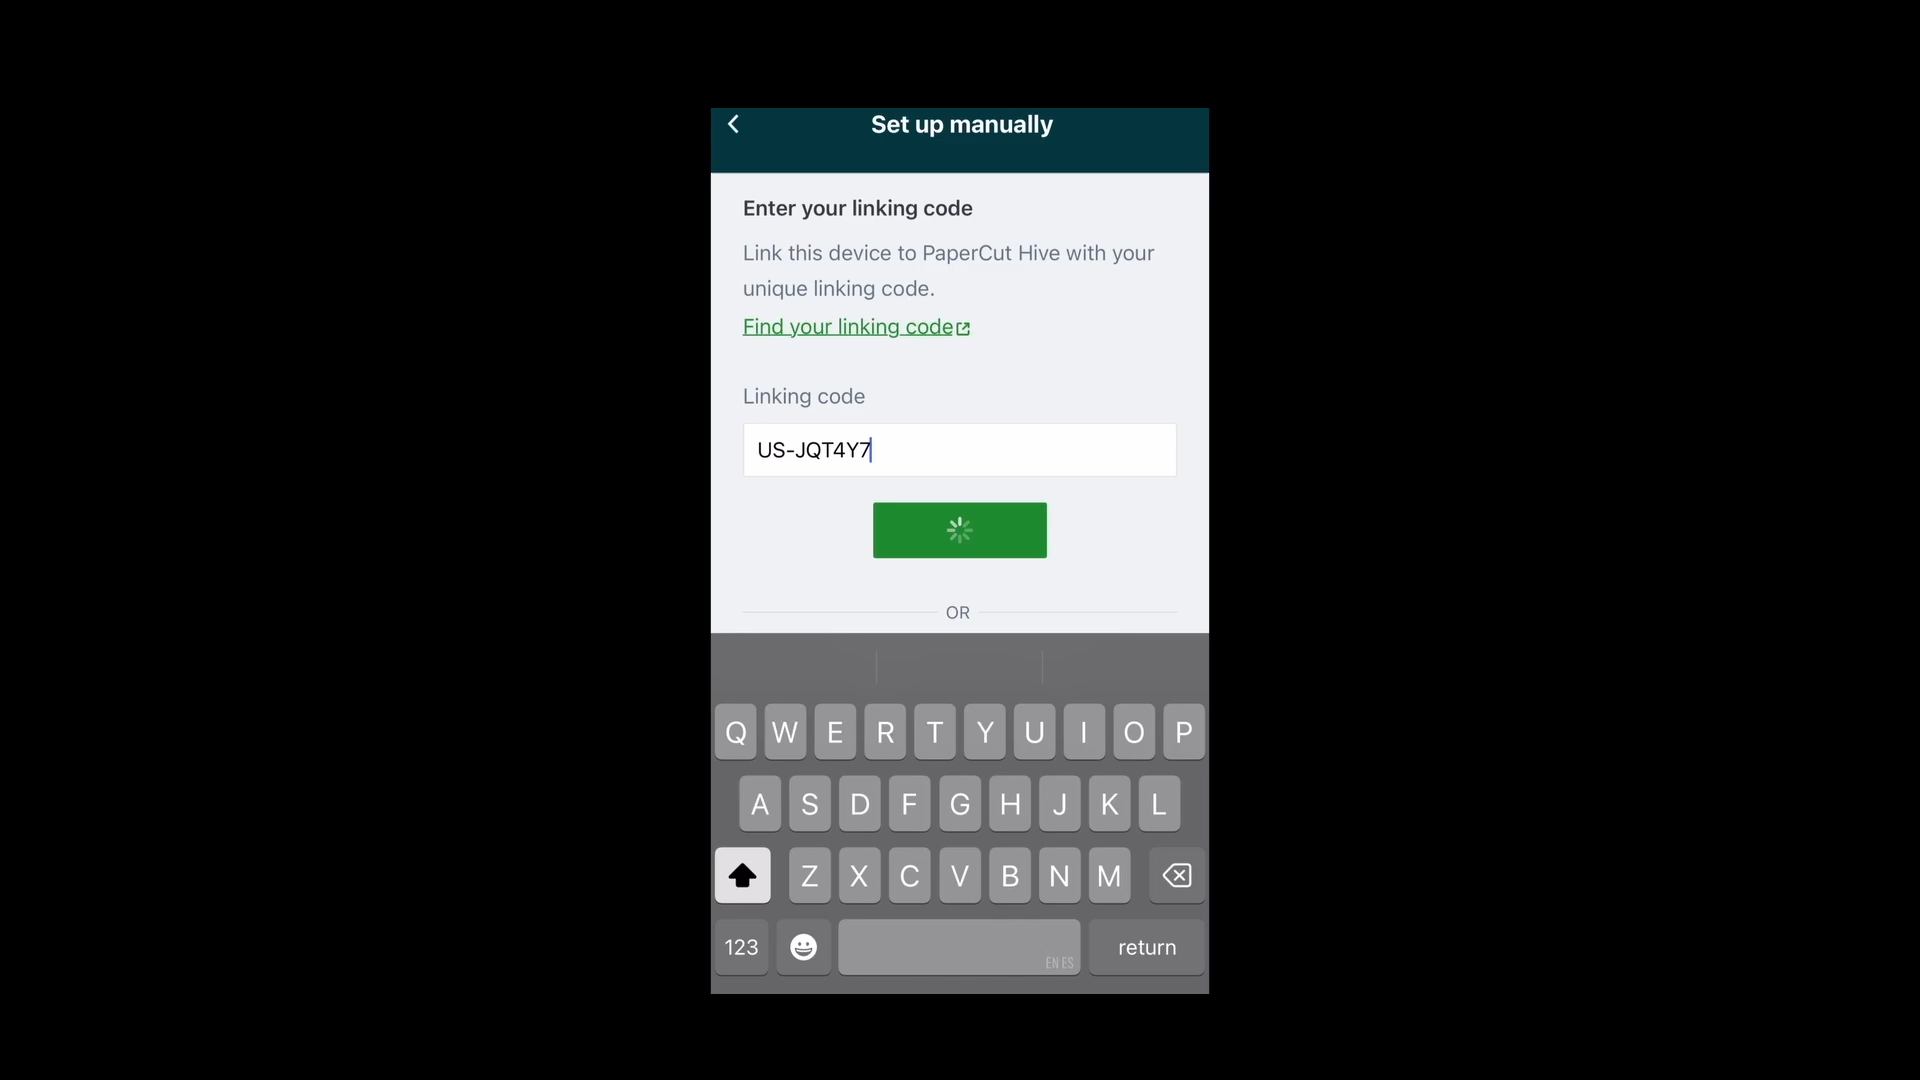 Set up manually
Enter your linking code
Link this device to PaperCut Hive with your
unique linking code.
Find your linking code
Linking code
US-JQT4Y7
OR
Q W E R T Y U I O P
A S D F G H J K L
Z X C V B N M
123 EN ES return